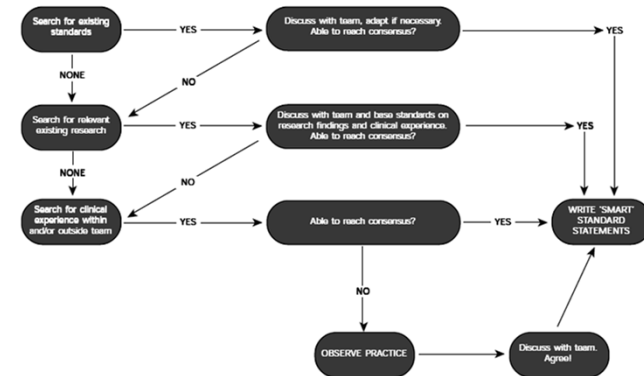 Search for existing
standards
YES
Discuss with team, adapt if necessary.
Able to reach consensus?
YES
NONE
NO
Search for relevant
existing research
YES
Discuss with team and base standards on
research findings and clinical experience.
Able to reach consensus?
YES
NONE
NO
Search for clinical
experience within
and/or outside team
YES
Able to reach consensus?
YES
WRITE 'SMART'
STANDARD
STATEMENTS
NO
OBSERVE PRACTICE
Discuss with team.
Agree!